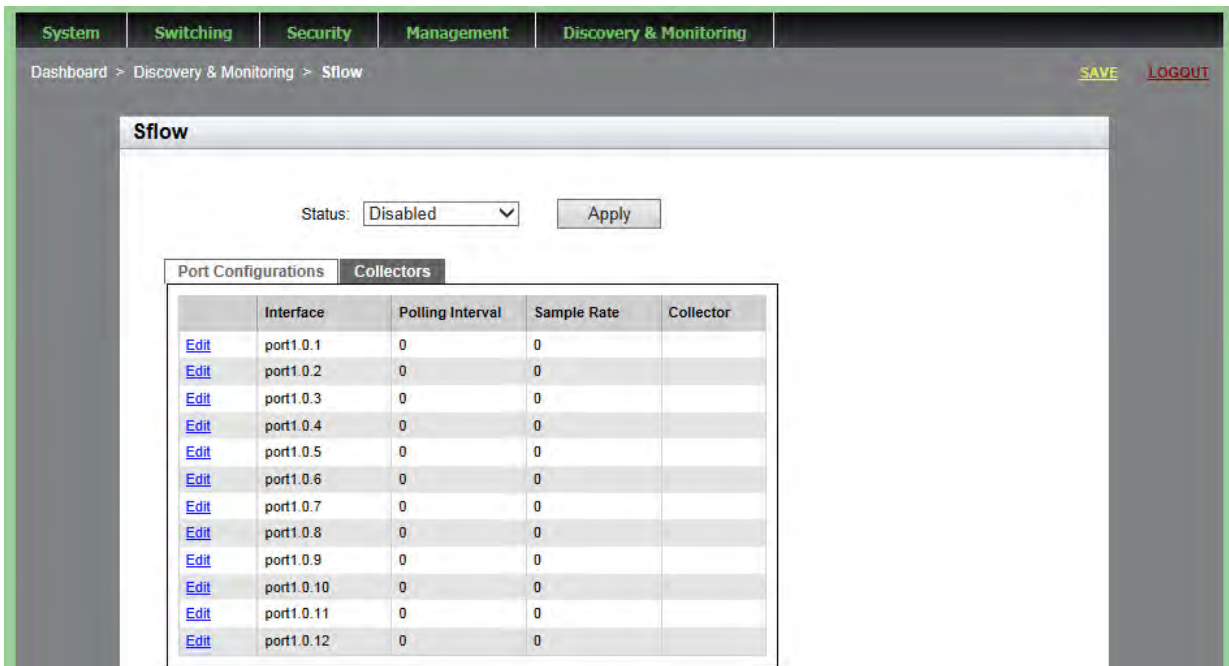 System Switching Security Management Discovery & Monitoring
Dashboard > Discovery & Monitoring > Sflow SAVE LOGOUT
Sflow
Status: Disabled Apply
Port Configurations Collectors
Interface Polling Interval Sample Rate Collector
Edit port1.0.1 0 0
Edit port1.0.2 0 0
Edit port1.0.3 0 0
Edit port1.0.4 0 0
Edit port1.0.5 0 0
Edit port1.0.6 0 0
Edit port1.0.7 0 0
Edit port1.0.8 0 0
Edit port1.0.9 0 0
Edit port1.0.10 0 0
Edit port1.0.11 0 0
Edit port1.0.12 0 0